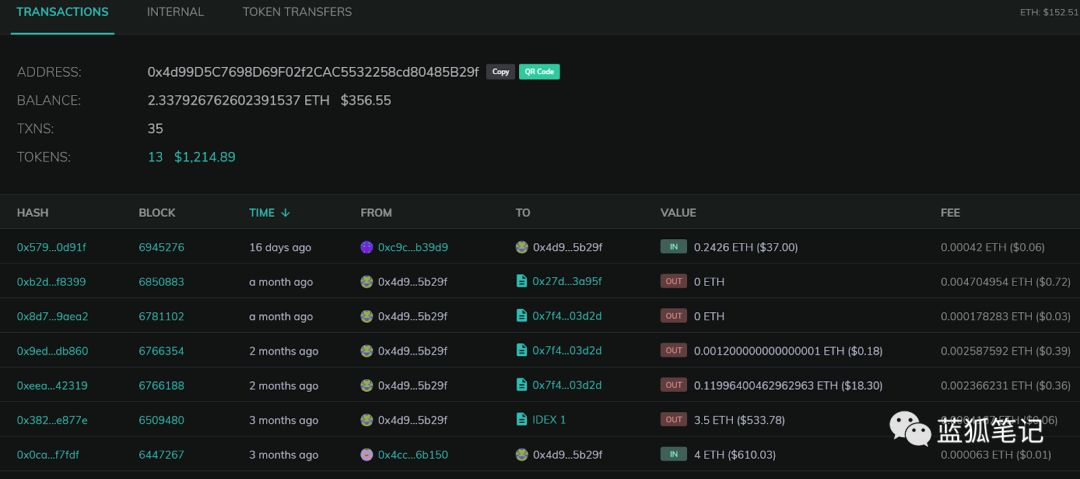 TRANSACTIONS INTERNAL TOKEN TRANSFERS ETH: $152.51
ADDRESS: 0x4d99D5C7698D69F02f2CAC5532258cd80485B29f Copy QR Code
BALANCE: 2.337926762602391537 ETH $356.55
TXNS: 35
TOKENS: 13 $1,214.89
HASH BLOCK TIME ↓ FROM TO VALUE FEE
0x579...0d91f 6945276 16 days ago 0xc9c...b39d9 0x4d9...5b29f IN 0.2426 ETH ($37.00) 0.00042 ETH ($0.06)
0xb2d...f8399 6850883 a month ago 0x4d9...5b29f 0x27d...3a95f OUT 0 ETH 0.004704954 ETH ($0.72)
0x8d7...9aea2 6781102 a month ago 0x4d9...5b29f 0x7f4...03d2d OUT 0 ETH 0.000178283 ETH ($0.03)
0x9ed...db860 6766354 2 months ago 0x4d9...5b29f 0x7f4...03d2d OUT 0.001200000000000001 ETH ($0.18) 0.002587592 ETH ($0.39)
0xeea...42319 6766188 2 months ago 0x4d9...5b29f 0x7f4...03d2d OUT 0.11996400462962963 ETH ($18.30) 0.002366231 ETH ($0.36)
0x382...e877e 6509480 3 months ago 0x4d9...5b29f IDEX 1 OUT 3.5 ETH ($533.78) ETH ($0.06)
蓝狐笔记
0x0ca...f7fdf 6447267 3 months ago 0x4cc...6b150 0x4d9...5b29f IN 4 ETH ($610.03) 0.000063 ETH ($0.01)